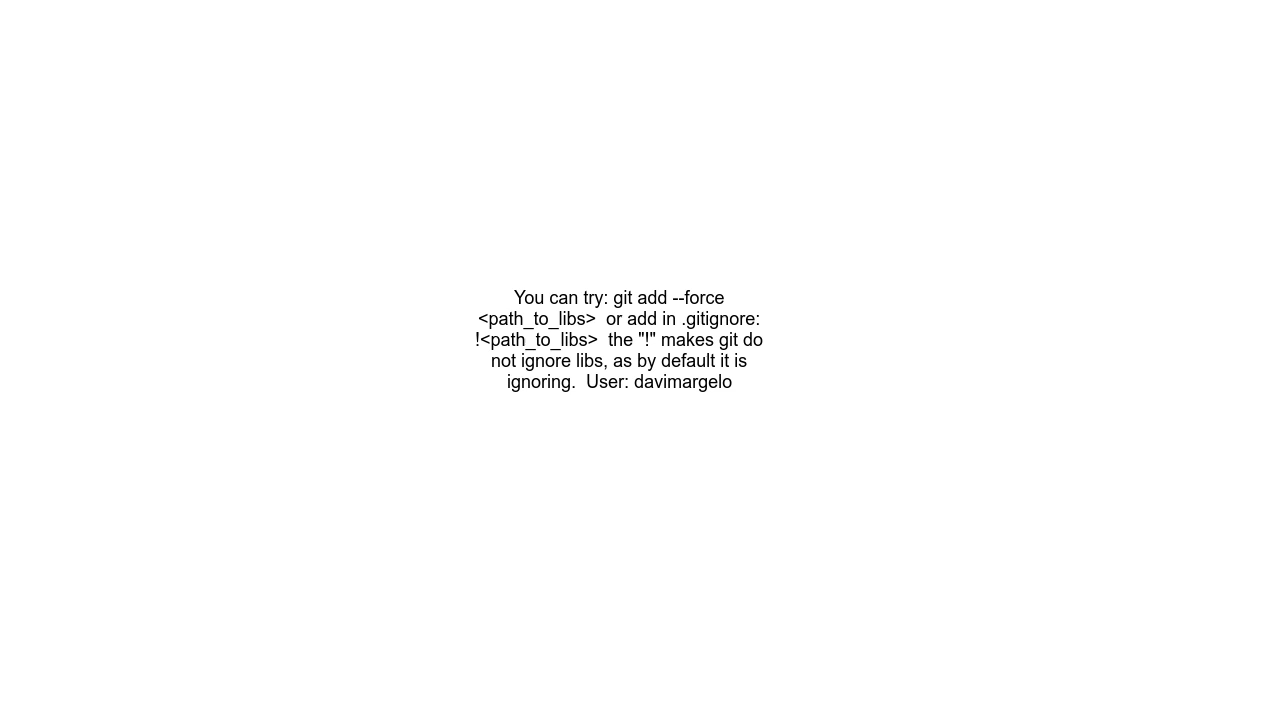 You can try: git add --force
<path_to_libs>  or add in .gitignore:
!<path_to_libs>  the "!" makes git do
not ignore libs, as by default it is
ignoring.  User: davimargelo